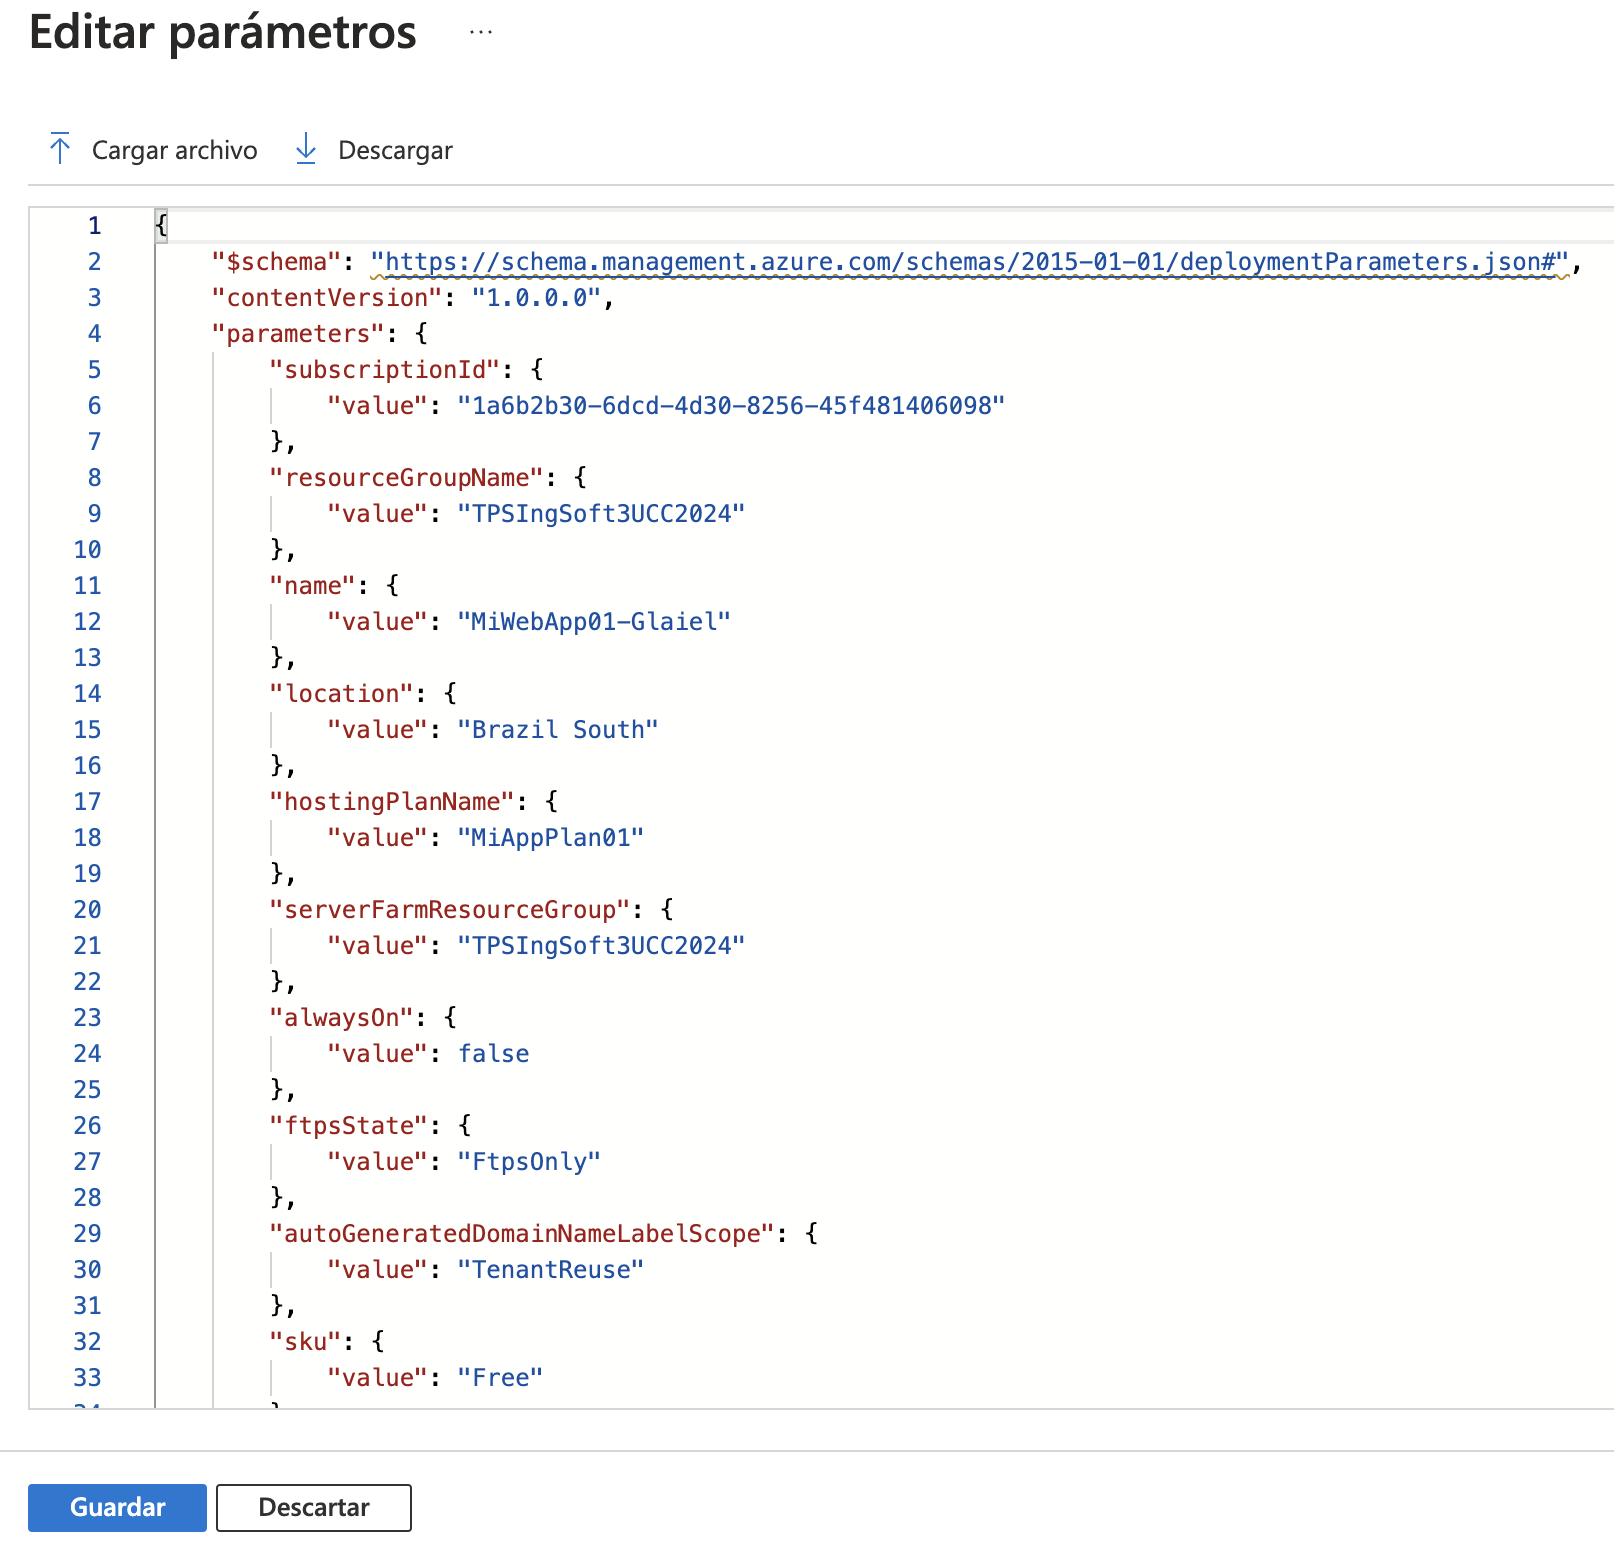 Editar parámetros ...
Cargar archivo Descargar
1 {
2 "$schema": "https://schema.management.azure.com/schemas/2015-01-01/deploymentParameters.json#",
3 "contentVersion": "1.0.0.0",
4 "parameters": {
5 "subscriptionId": {
6 "value": "1a6b2b30-6dcd-4d30-8256-45f481406098"
7 },
8 "resourceGroupName": {
9 "value": "TPSIngSoft3UCC2024"
10 },
11 "name": {
12 "value": "MiWebApp01-Glaiel"
13 },
14 "location": {
15 "value": "Brazil South"
16 },
17 "hostingPlanName": {
18 "value": "MiAppPlan01"
19 },
20 "serverFarmResourceGroup": {
21 "value": "TPSIngSoft3UCC2024"
22 },
23 "alwaysOn": {
24 "value": false
25 },
26 "ftpsState": {
27 "value": "FtpsOnly"
28 },
29 "autoGeneratedDomainNameLabelScope": {
30 "value": "TenantReuse"
31 },
32 "sku": {
33 "value": "Free"
Guardar Descartar